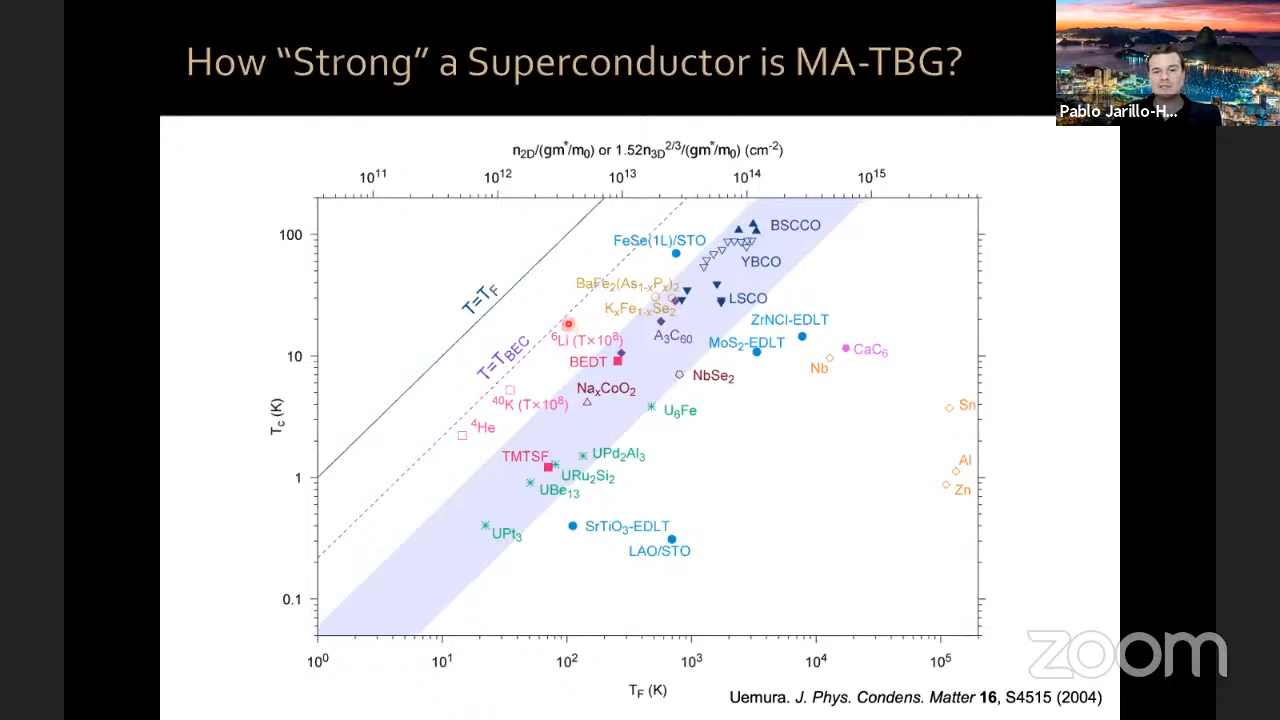 How “Strong” a Superconductor is MA-TBG?
Pablo Jarillo-H...
n2D/(gm*/m0) or 1.52n3D^2/3/(gm*/m0) (cm^-2)
10^11 10^12 10^13 10^14 10^15
100
10
1
0.1
Tc (K)
T=TF
T=TBEC
FeSe(1L)/STO
BSCCO
YBCO
BaFe2(As1-xPx)2
KxFe1-xSe2
LSCO
ZrNCl-EDLT
6Li (T×10^8)
A3C60
MoS2-EDLT
CaC6
BEDT
Nb
NbSe2
NaxCoO2
40K (T×10^8)
U6Fe
Sn
4He
TMTSF
UPd2Al3
Al
URu2Si2
UBe13
Zn
UPt3
SrTiO3-EDLT
LAO/STO
10^0 10^1 10^2 10^3 10^4 10^5
TF (K)
Uemura. J. Phys. Condens. Matter 16, S4515 (2004)
zoom